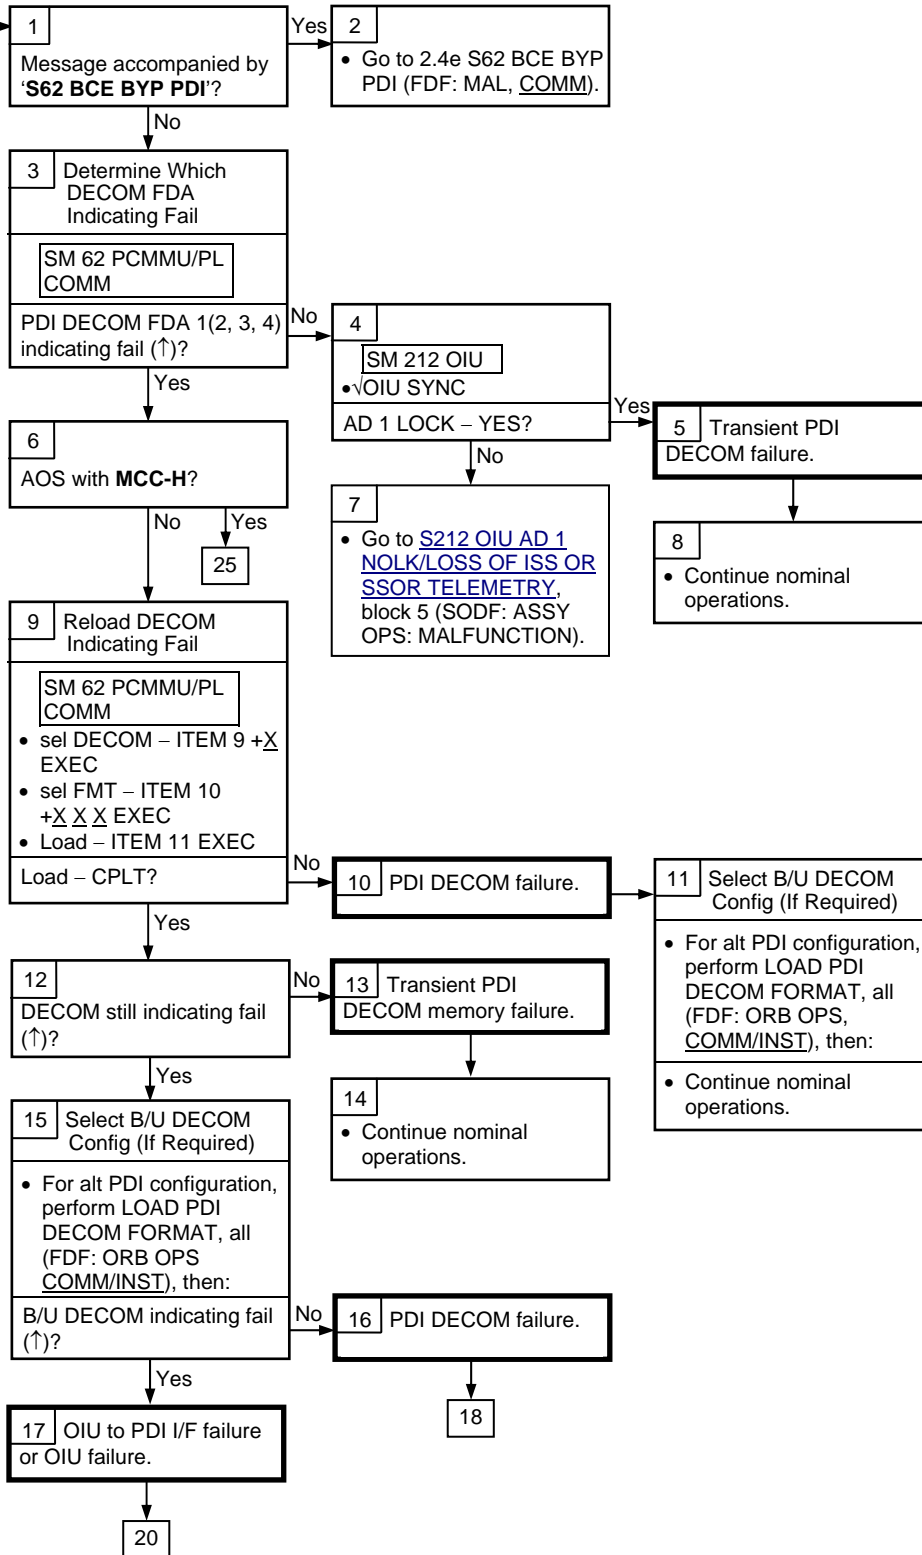 1
Message accompanied by
‘S62 BCE BYP PDI’?
Yes
2
• Go to 2.4e S62 BCE BYP
PDI (FDF: MAL, COMM).
No
3 Determine Which
DECOM FDA
Indicating Fail
SM 62 PCMMU/PL
COMM
PDI DECOM FDA 1(2, 3, 4)
indicating fail (↑)?
No
4
SM 212 OIU
•√OIU SYNC
AD 1 LOCK – YES?
Yes
5 Transient PDI
DECOM failure.
Yes
6
AOS with MCC-H?
No
7
• Go to S212 OIU AD 1
NOLK/LOSS OF ISS OR
SSOR TELEMETRY,
block 5 (SODF: ASSY
OPS: MALFUNCTION).
8
• Continue nominal
operations.
No
Yes
25
9 Reload DECOM
Indicating Fail
SM 62 PCMMU/PL
COMM
• sel DECOM – ITEM 9 +X
EXEC
• sel FMT – ITEM 10
+X X X EXEC
• Load – ITEM 11 EXEC
Load – CPLT?
No
10 PDI DECOM failure.
11 Select B/U DECOM
Config (If Required)
• For alt PDI configuration,
perform LOAD PDI
DECOM FORMAT, all
(FDF: ORB OPS,
COMM/INST), then:
• Continue nominal
operations.
Yes
12
DECOM still indicating fail
(↑)?
No
13 Transient PDI
DECOM memory failure.
14
• Continue nominal
operations.
Yes
15 Select B/U DECOM
Config (If Required)
• For alt PDI configuration,
perform LOAD PDI
DECOM FORMAT, all
(FDF: ORB OPS
COMM/INST), then:
B/U DECOM indicating fail
(↑)?
No
16 PDI DECOM failure.
18
Yes
17 OIU to PDI I/F failure
or OIU failure.
20